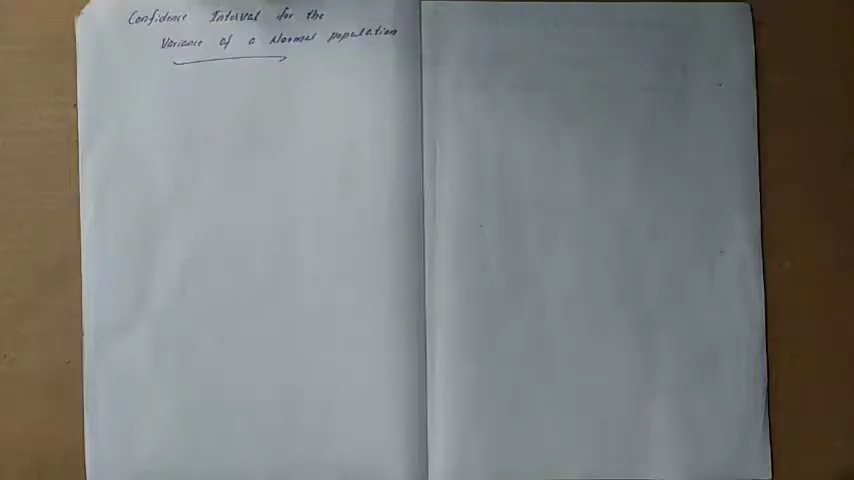 Confidence Interval for the
Variance of a Normal population